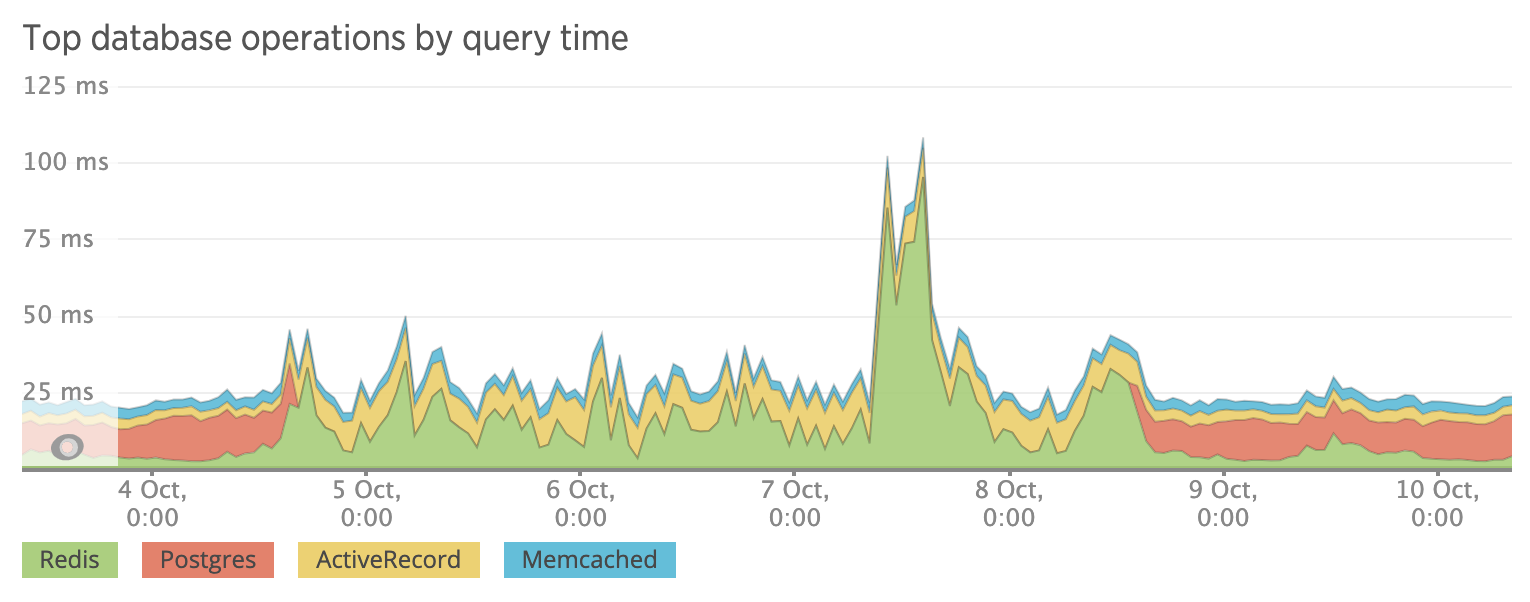 Top database operations by query time
125 ms
100 ms
75 ms
50 ms
25 ms
4 Oct,
0:00
5 Oct,
0:00
6 Oct,
0:00
7 Oct,
0:00
8 Oct,
0:00
9 Oct,
0:00
10 Oct,
0:00
Redis
Postgres
ActiveRecord
Memcached